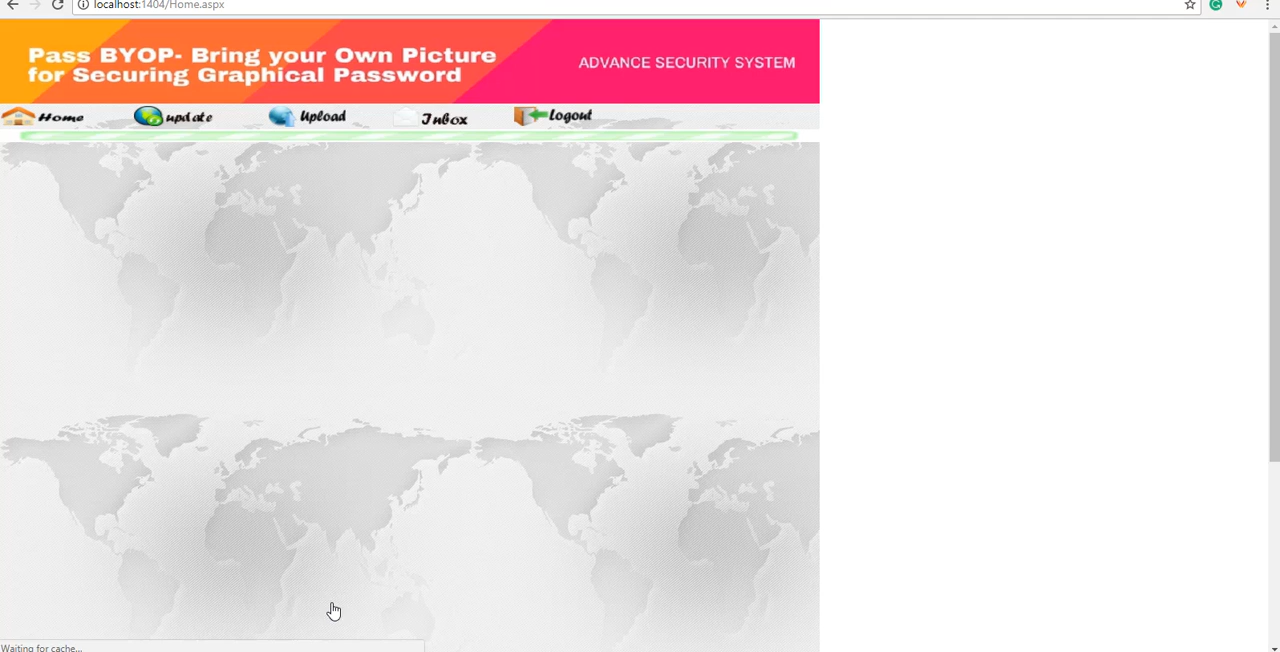 localhost:1404/Home.aspx
Pass BYOP- Bring your Own Picture
for Securing Graphical Password
ADVANCE SECURITY SYSTEM
Home update Upload Inbox Logout
Waiting for cache...